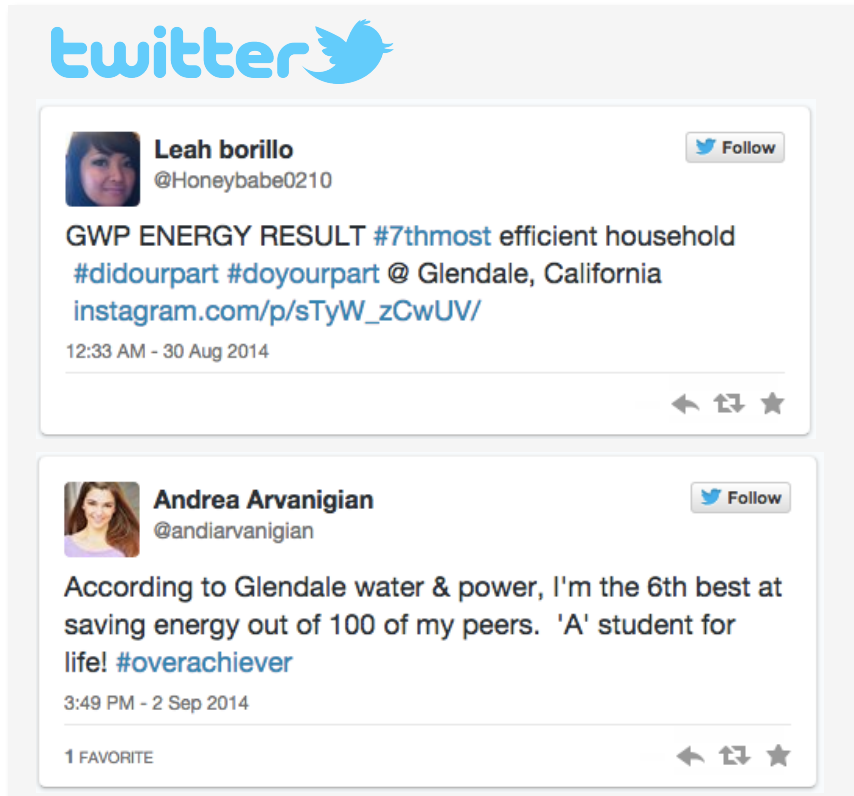 twitter
Leah borillo
Follow
@Honeybabe0210
GWP ENERGY RESULT #7thmost efficient household
#didourpart #doyourpart @ Glendale, California
instagram.com/p/sTyW_zCwUV/
12:33 AM - 30 Aug 2014
Andrea Arvanigian
Follow
@andiarvanigian
According to Glendale water & power, I'm the 6th best at
saving energy out of 100 of my peers.  'A' student for
life! #overachiever
3:49 PM - 2 Sep 2014
1 FAVORITE